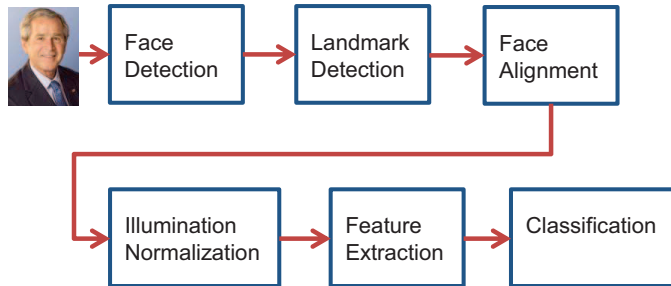 Face
Detection
Landmark
Detection
Face
Alignment
Illumination
Normalization
Feature
Extraction
Classification